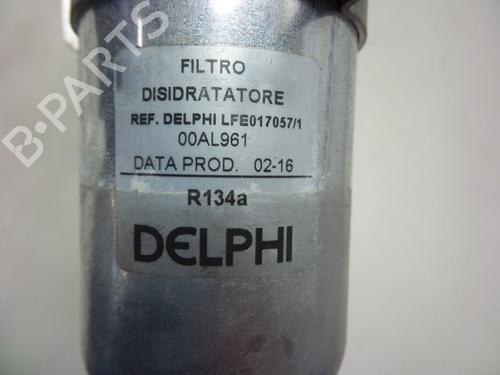 B-PARTS
FILTRO
DISIDRATATORE
REF. DELPHI LFE017057/1
00AL961
DATA PROD. 02-16
R134a
DELPHI